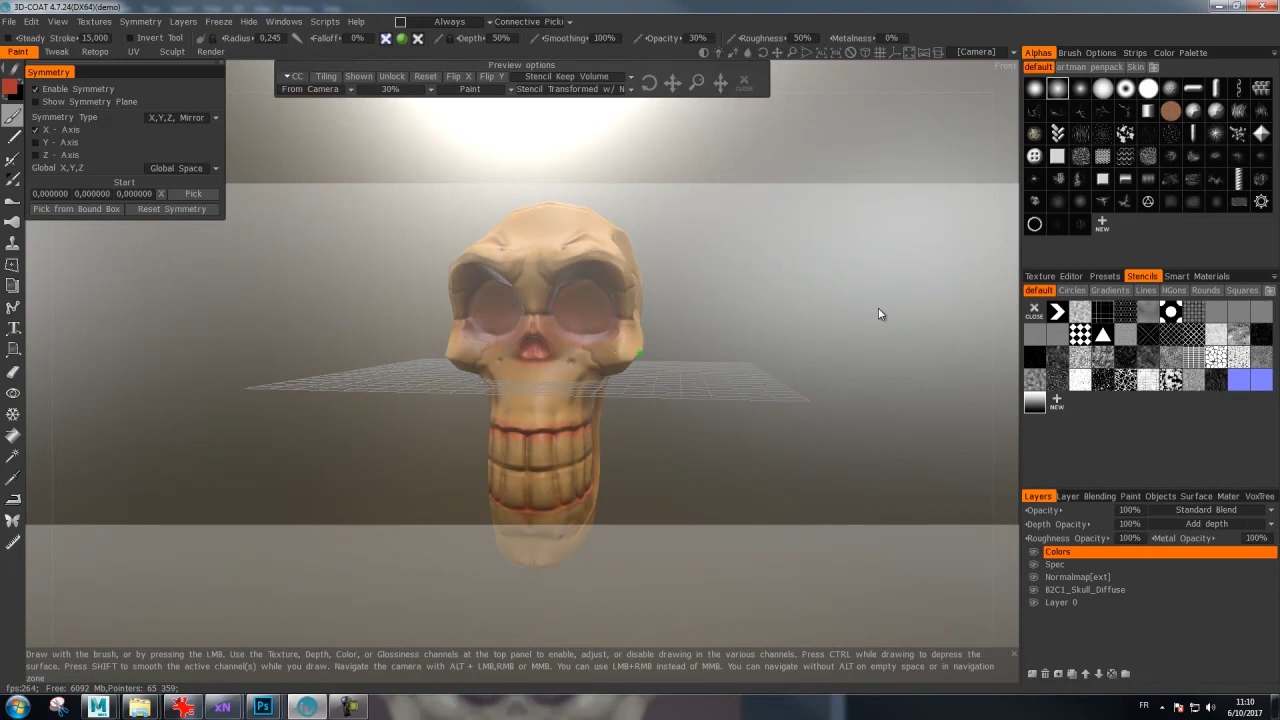 3D-COAT 4.7.24(DX64)(demo)
File Edit View Textures Symmetry Layers Freeze Hide Windows Scripts Help Always Connective Picki
Steady Stroke 15,000 Invert Tool Radius 0,245 Falloff 0% Depth 50% Smoothing 100% Opacity 30% Roughness 50% Metalness 0%
Paint Tweak Retopo UV Sculpt Render [Camera]
Front
Preview options
CC Tiling Shown Unlock Reset Flip X Flip Y Stencil Keep Volume
From Camera 30% Paint Stencil Transformed w/ N CLOSE
Symmetry
Enable Symmetry
Show Symmetry Plane
Symmetry Type X,Y,Z, Mirror
X - Axis
Y - Axis
Z - Axis
Global X,Y,Z Global Space
Start
0,000000 0,000000 0,000000 X Pick
Pick from Bound Box Reset Symmetry
Alphas Brush Options Strips Color Palette
default artman penpack Skin
NEW
Texture Editor Presets Stencils Smart Materials
default Circles Gradients Lines NGons Rounds Squares
CLOSE
NEW
Layers Layer Blending Paint Objects Surface Mater VoxTree
Opacity 100% Standard Blend
Depth Opacity 100% Add depth
Roughness Opacity 100% Metal Opacity 100%
Colors
Spec
Normalmap[ext]
B2C1_Skull_Diffuse
Layer 0
Draw with the brush, or by pressing the LMB. Use the Texture, Depth, Color, or Glossiness channels at the top panel to enable, adjust, or disable drawing in the various channels. Press CTRL while drawing to depress the
surface. Press SHIFT to smooth the active channel(s) while you draw. Navigate the camera with ALT + LMB,RMB or MMB. You can use LMB+RMB instead of MMB. You can navigate without ALT on empty space or in navigation
zone
fps:264; Free: 6092 Mb,Pointers: 65 359;
M xN Ps
FR 11:10
6/10/2017